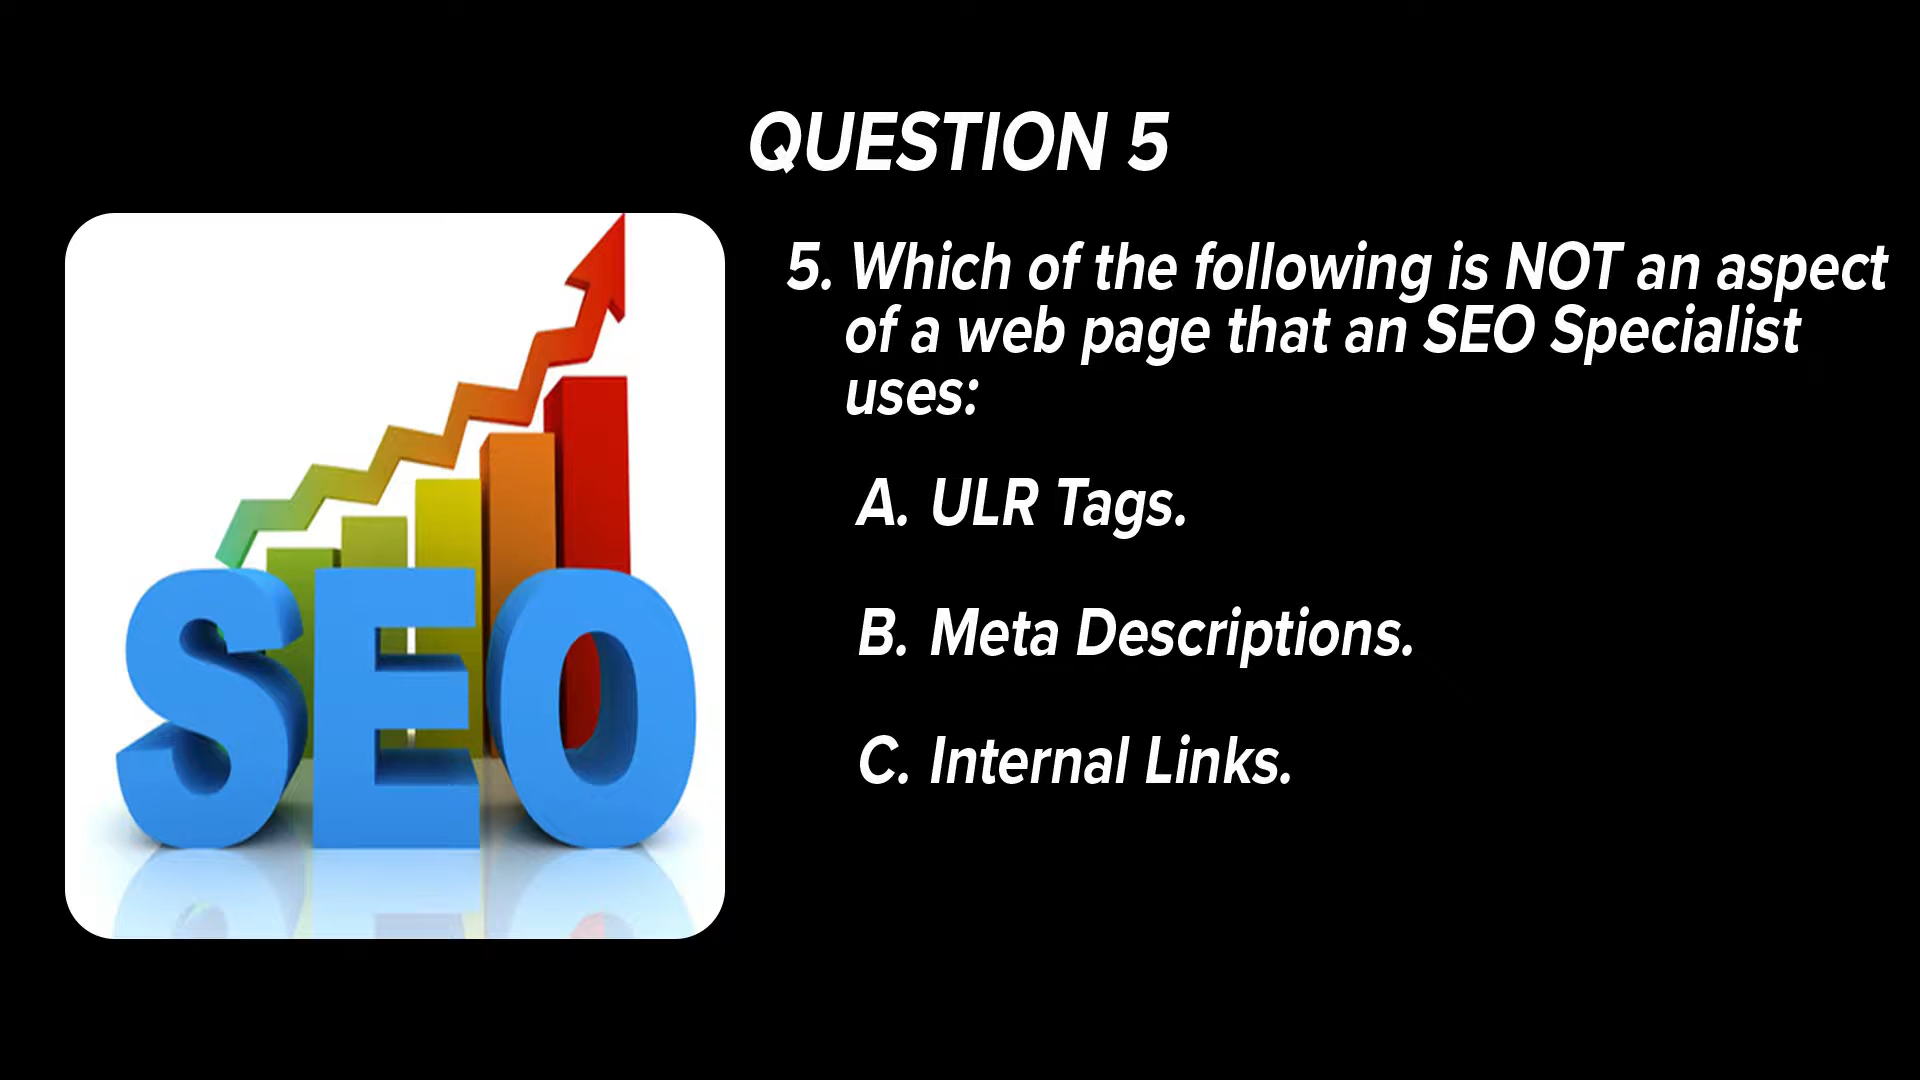 QUESTION 5
5. Which of the following is NOT an aspect
of a web page that an SEO Specialist
uses:
A. ULR Tags.
B. Meta Descriptions.
C. Internal Links.
SEO